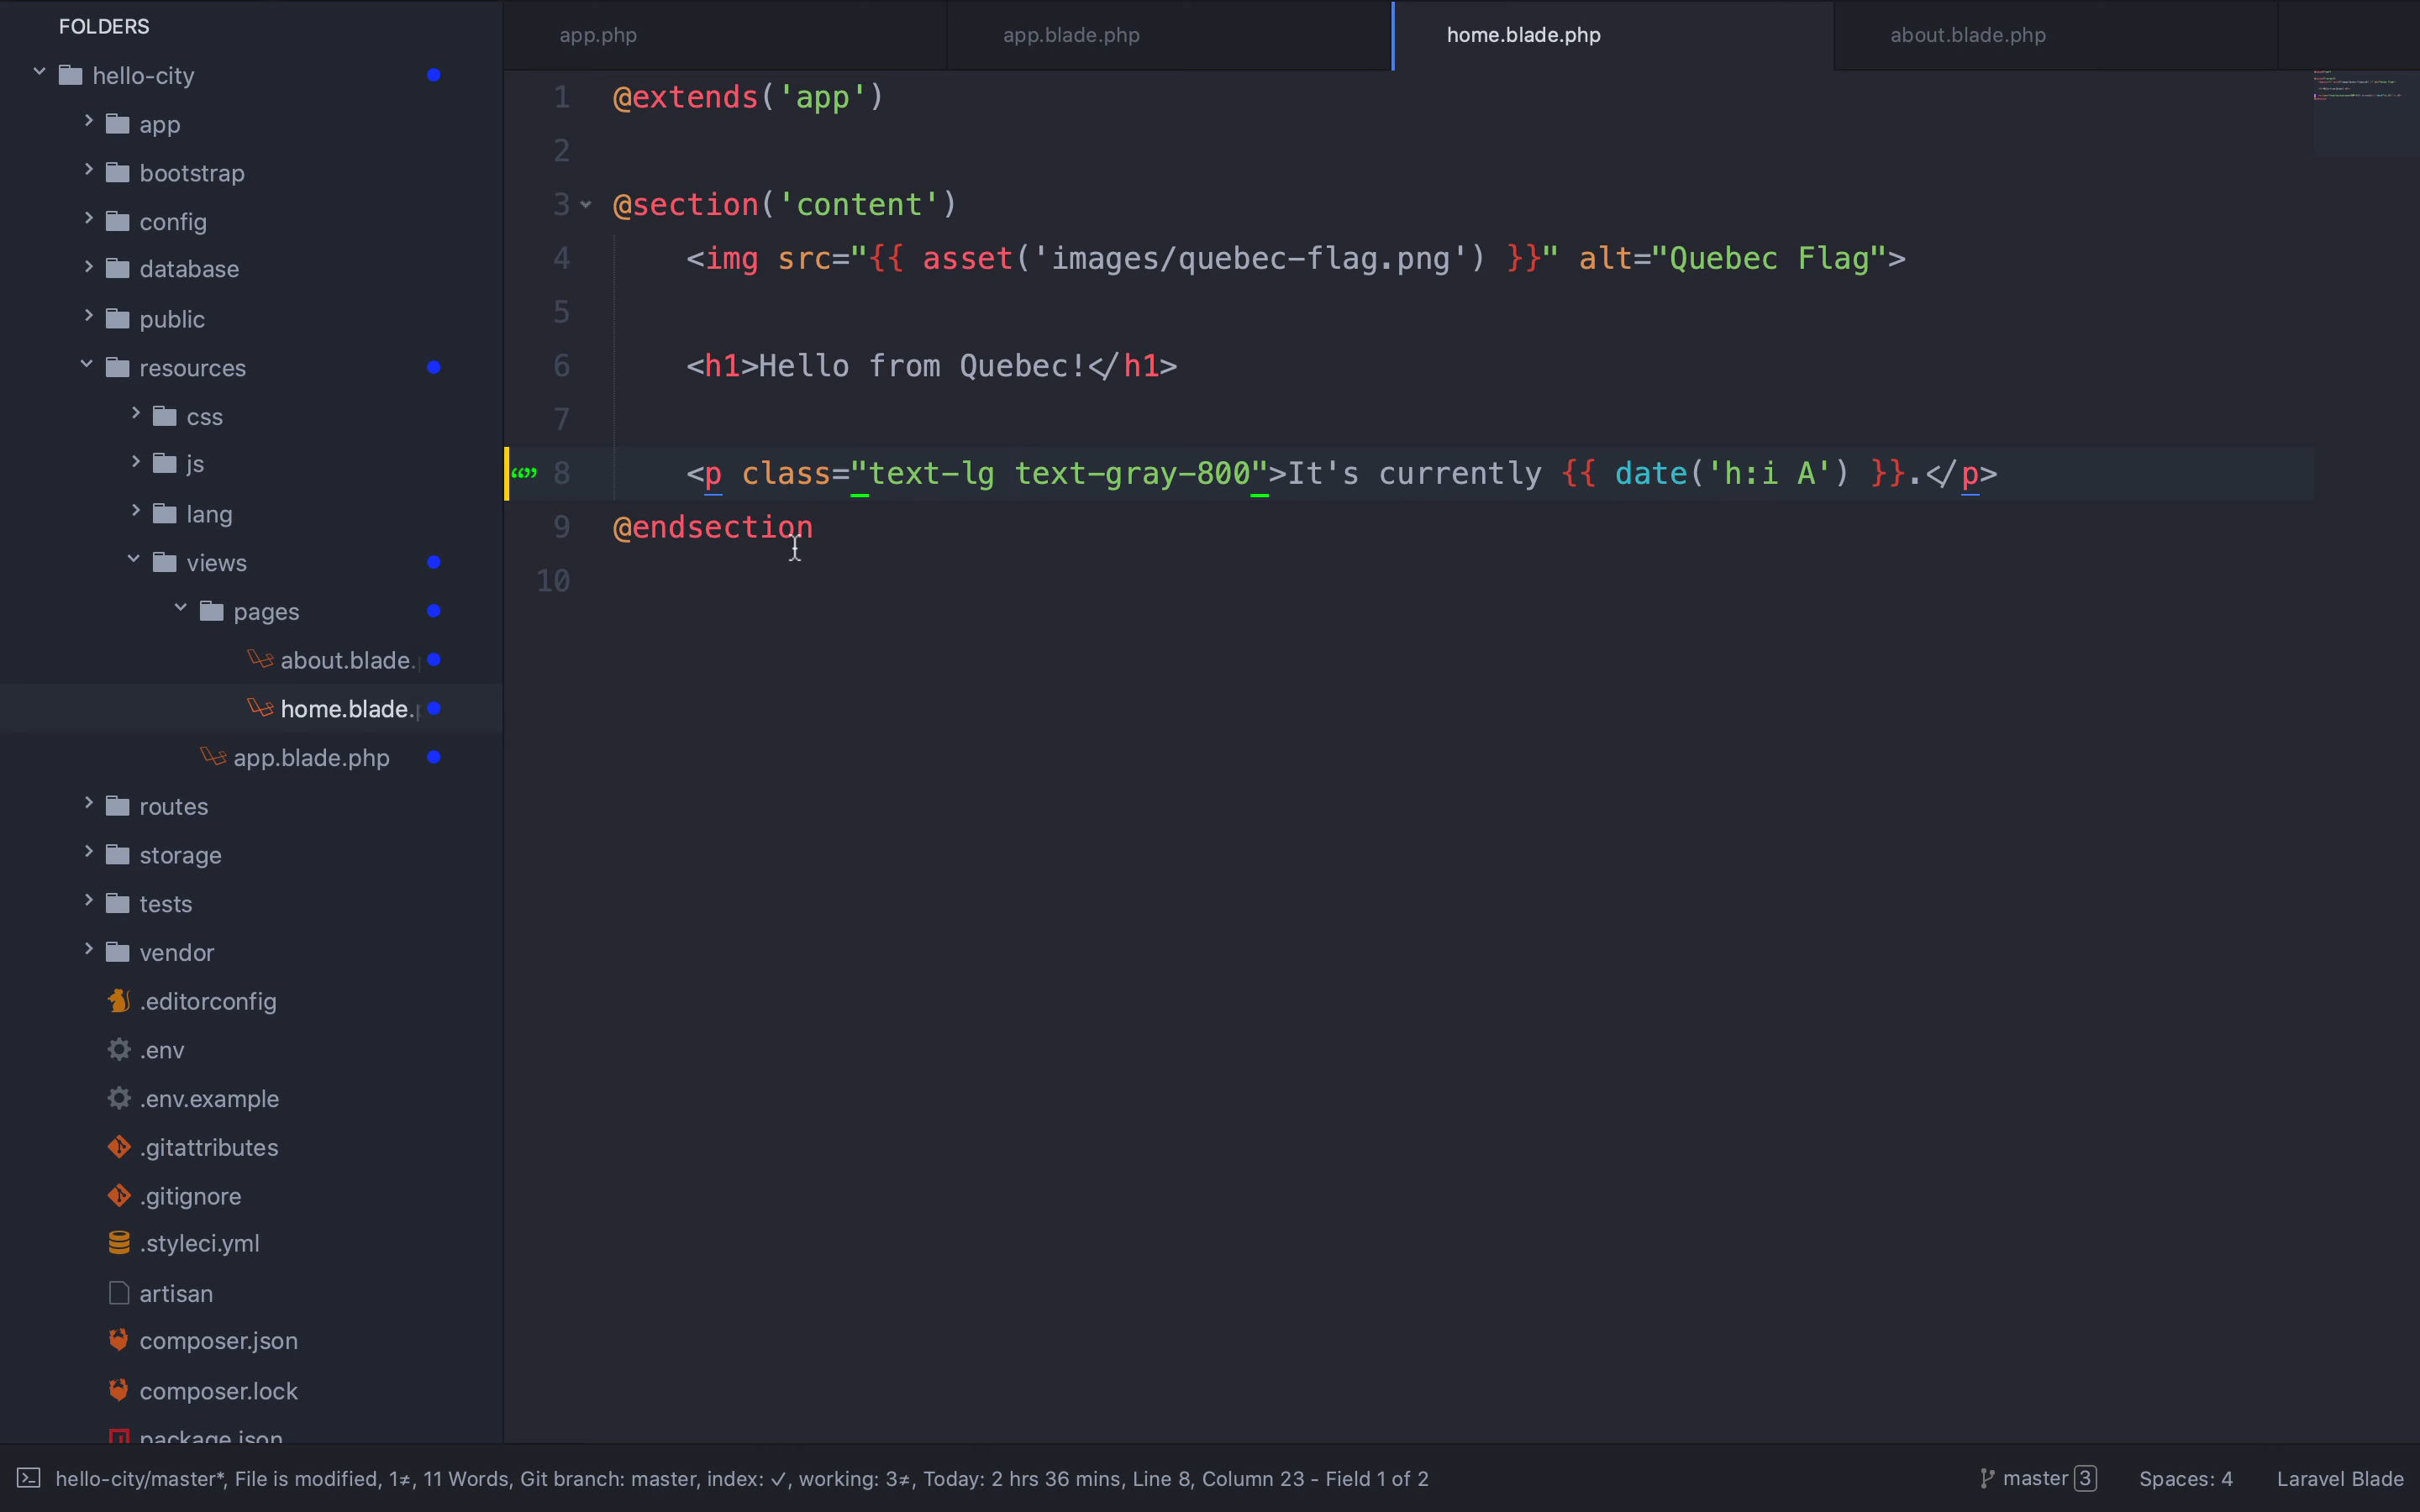 FOLDERS
hello-city
app
bootstrap
config
database
public
resources
css
js
lang
views
pages
about.blade.
home.blade.
app.blade.php
routes
storage
tests
vendor
.editorconfig
.env
.env.example
.gitattributes
.gitignore
.styleci.yml
artisan
composer.json
composer.lock
package.json
app.php
app.blade.php
home.blade.php
about.blade.php
1 @extends('app')
2
3 @section('content')
4 <img src="{{ asset('images/quebec-flag.png') }}" alt="Quebec Flag">
5
6 <h1>Hello from Quebec!</h1>
7
8 <p class="text-lg text-gray-800">It's currently {{ date('h:i A') }}.</p>
9 @endsection
10
hello-city/master*, File is modified, 1≠, 11 Words, Git branch: master, index: ✓, working: 3≠, Today: 2 hrs 36 mins, Line 8, Column 23 - Field 1 of 2
master 3
Spaces: 4
Laravel Blade